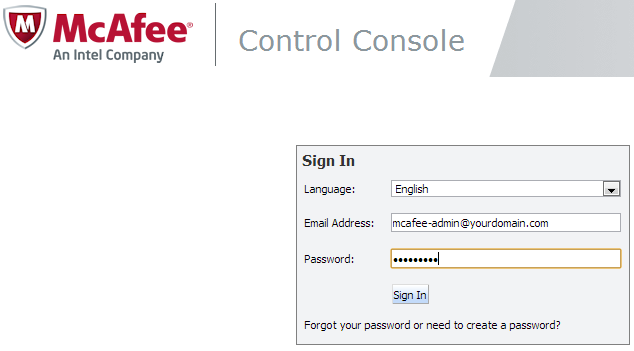 McAfee®
An Intel Company
Control Console
Sign In
Language: English
Email Address: mcafee-admin@yourdomain.com
Password: •••••••••
Sign In
Forgot your password or need to create a password?